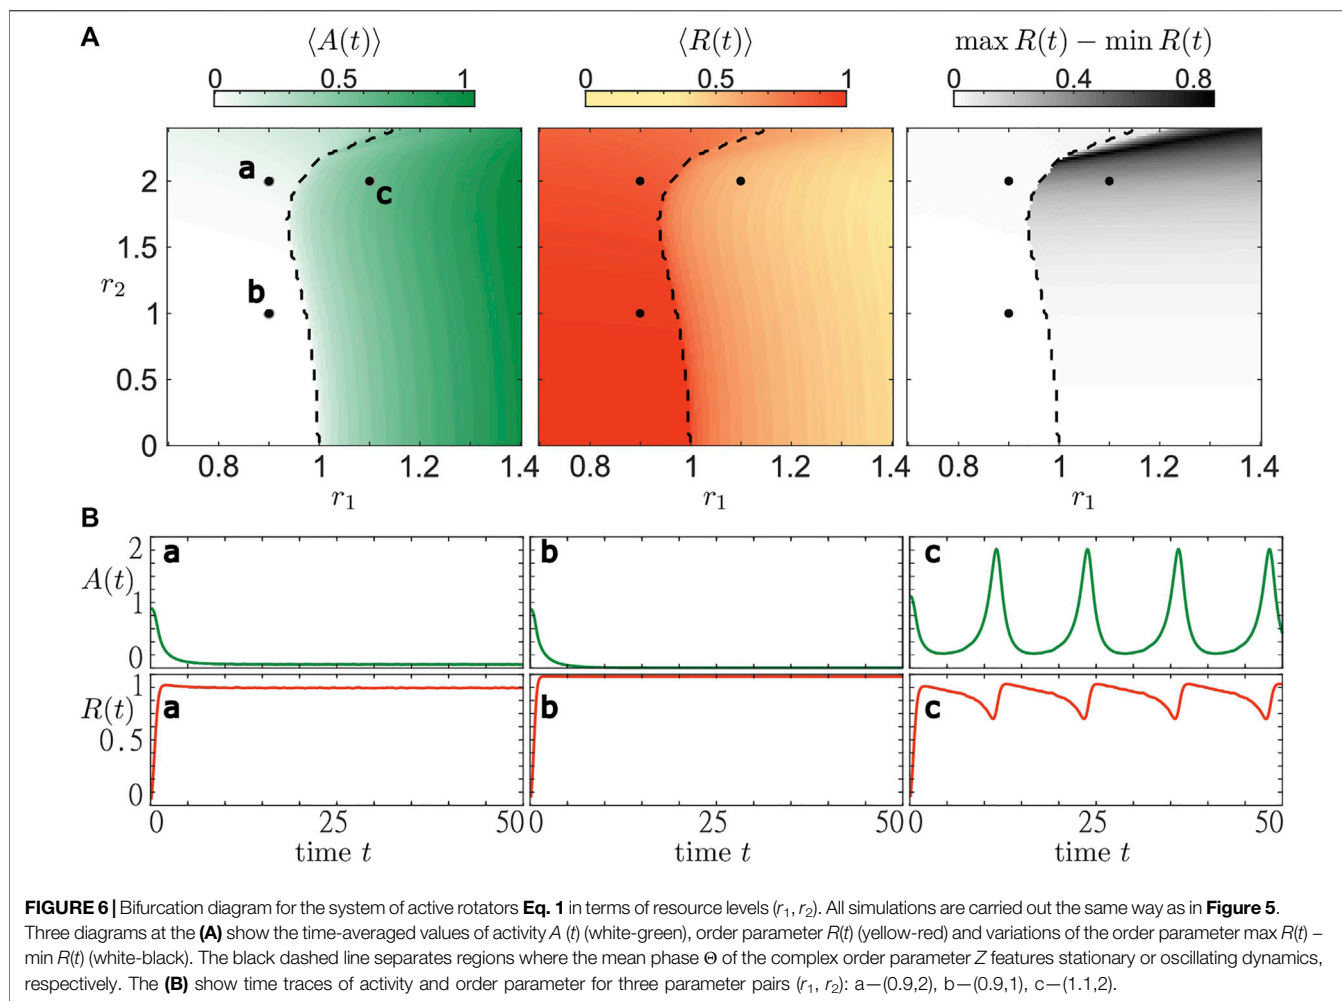 A
⟨A(t)⟩ ⟨R(t)⟩ max R(t) − min R(t)
0 0.5 1 0 0.5 1 0 0.4 0.8
a
c
b
2
1.5
r₂
1
0.5
0
0.8 1 1.2 1.4 0.8 1 1.2 1.4 0.8 1 1.2 1.4
r₁ r₁ r₁
B
a b c
2
A(t)
1
0
1
R(t) a b c
0.5
0
0 25 50 0 25 50 0 25 50
time t time t time t
FIGURE 6 | Bifurcation diagram for the system of active rotators Eq. 1 in terms of resource levels (r₁, r₂). All simulations are carried out the same way as in Figure 5.
Three diagrams at the (A) show the time-averaged values of activity A (t) (white-green), order parameter R(t) (yellow-red) and variations of the order parameter max R(t) –
min R(t) (white-black). The black dashed line separates regions where the mean phase Θ of the complex order parameter Z features stationary or oscillating dynamics,
respectively. The (B) show time traces of activity and order parameter for three parameter pairs (r₁, r₂): a—(0.9,2), b—(0.9,1), c—(1.1,2).